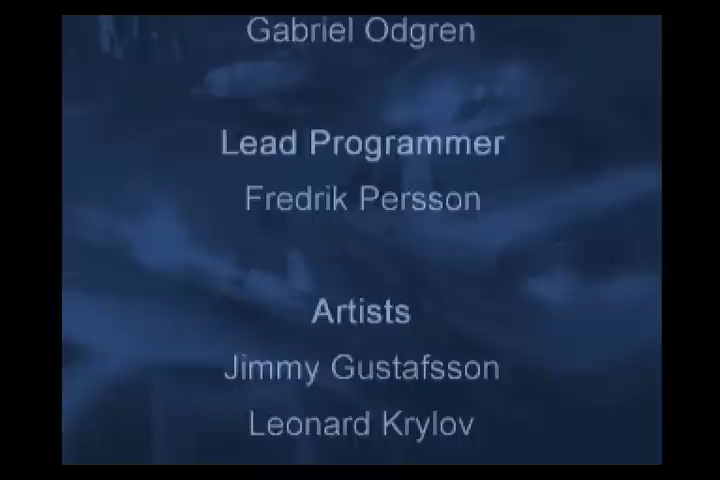 Gabriel Odgren
Lead Programmer
Fredrik Persson
Artists
Jimmy Gustafsson
Leonard Krylov